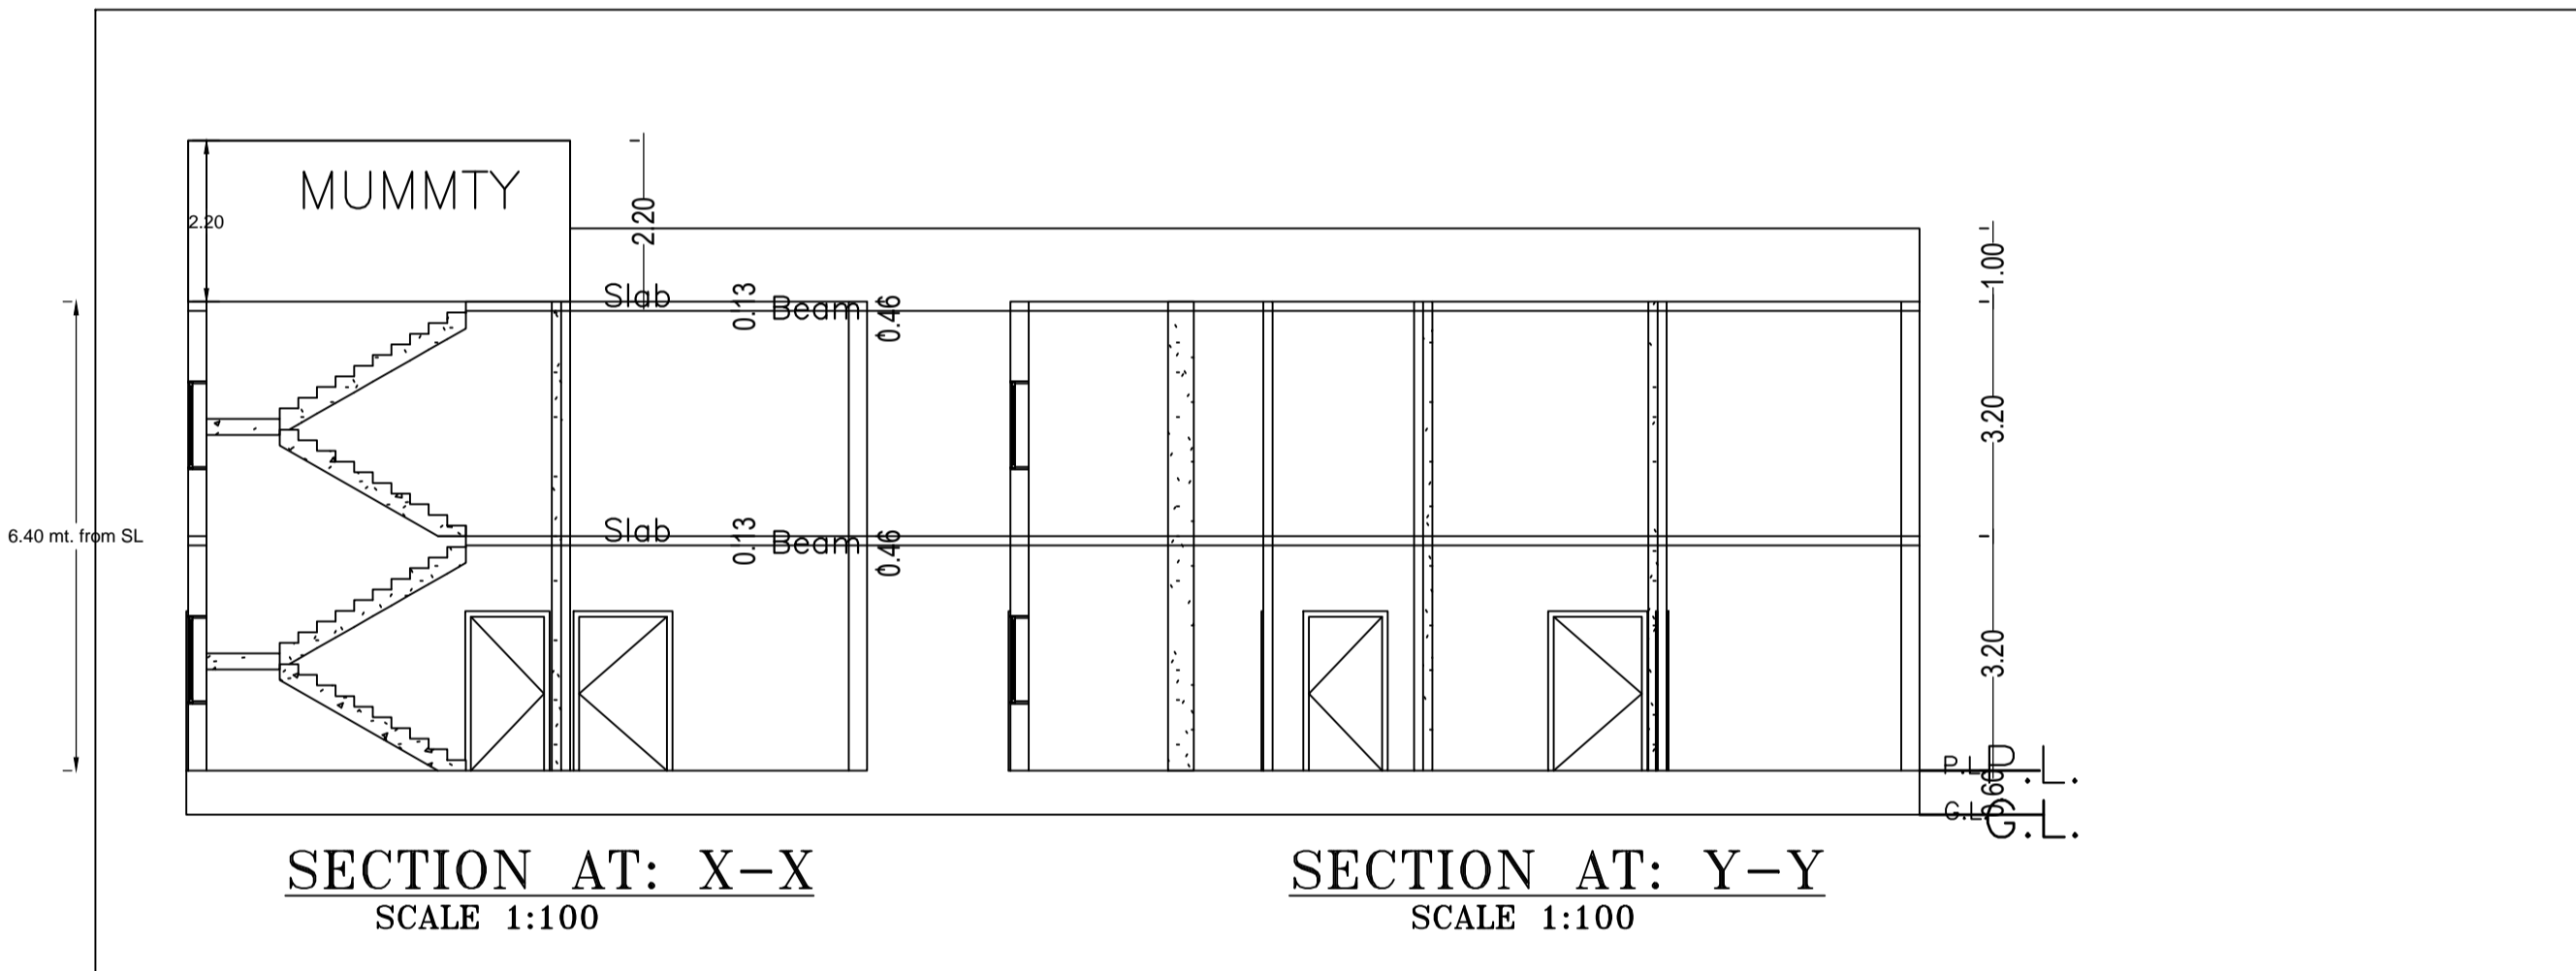 MUMMTY
2.20
2.20
1.00
Slab
0.13
Beam
0.46
3.20
6.40 mt. from SL
Slab
0.13
Beam
0.46
3.20
P.L.
P.L.
.60
G.L.
G.L.
SECTION AT: X-X
SCALE 1:100
SECTION AT: Y-Y
SCALE 1:100